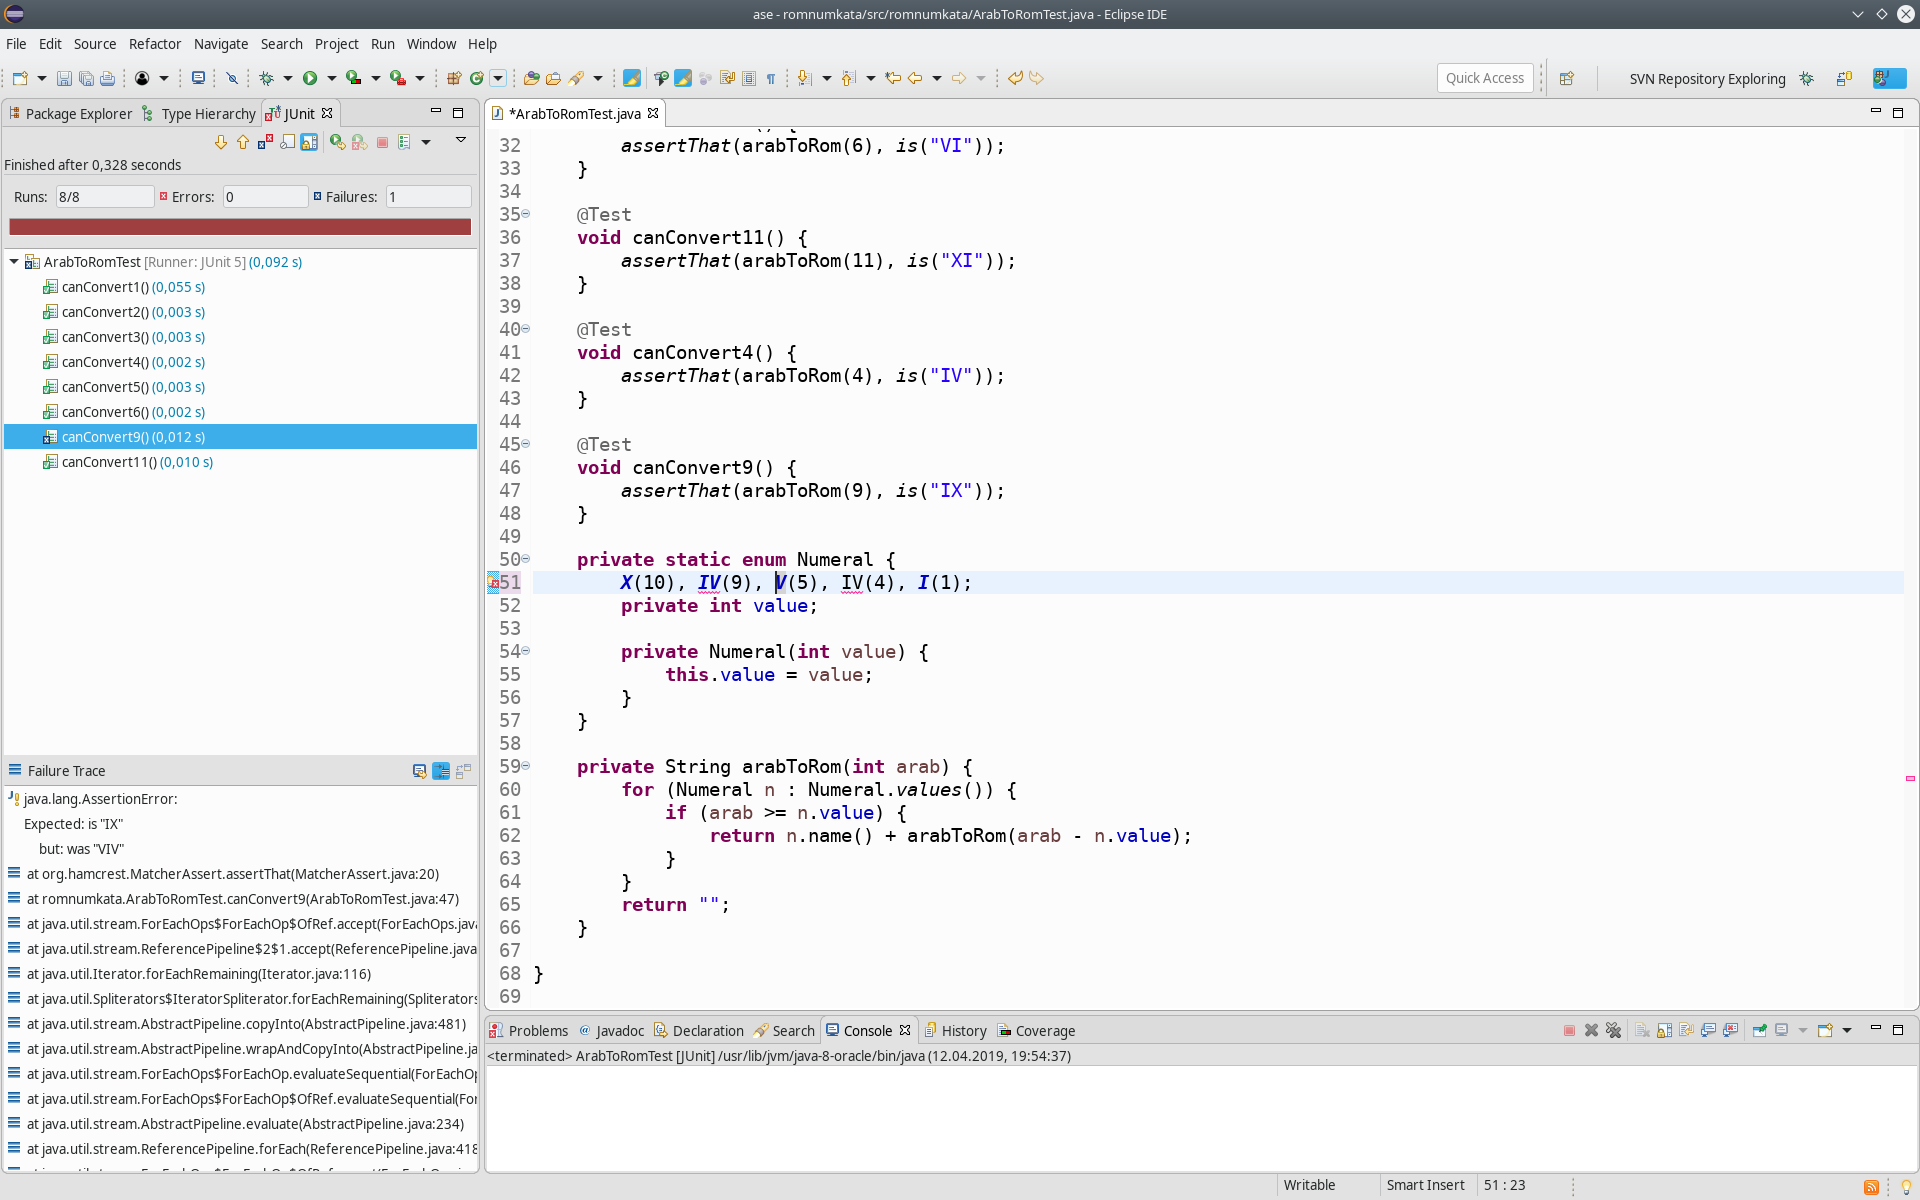 ase - romnumkata/src/romnumkata/ArabToRomTest.java - Eclipse IDE
File Edit Source Refactor Navigate Search Project Run Window Help
Quick Access
SVN Repository Exploring
Package Explorer Type Hierarchy JUnit
Finished after 0,328 seconds
Runs: 8/8 Errors: 0 Failures: 1
ArabToRomTest [Runner: JUnit 5] (0,092 s)
canConvert1() (0,055 s)
canConvert2() (0,003 s)
canConvert3() (0,003 s)
canConvert4() (0,002 s)
canConvert5() (0,003 s)
canConvert6() (0,002 s)
canConvert9() (0,012 s)
canConvert11() (0,010 s)
Failure Trace
java.lang.AssertionError:
Expected: is "IX"
but: was "VIV"
at org.hamcrest.MatcherAssert.assertThat(MatcherAssert.java:20)
at romnumkata.ArabToRomTest.canConvert9(ArabToRomTest.java:47)
at java.util.stream.ForEachOps$ForEachOp$OfRef.accept(ForEachOps.jav
at java.util.stream.ReferencePipeline$2$1.accept(ReferencePipeline.java
at java.util.Iterator.forEachRemaining(Iterator.java:116)
at java.util.Spliterators$IteratorSpliterator.forEachRemaining(Spliterators
at java.util.stream.AbstractPipeline.copyInto(AbstractPipeline.java:481)
at java.util.stream.AbstractPipeline.wrapAndCopyInto(AbstractPipeline.ja
at java.util.stream.ForEachOps$ForEachOp.evaluateSequential(ForEachOp
at java.util.stream.ForEachOps$ForEachOp$OfRef.evaluateSequential(For
at java.util.stream.AbstractPipeline.evaluate(AbstractPipeline.java:234)
at java.util.stream.ReferencePipeline.forEach(ReferencePipeline.java:418
*ArabToRomTest.java
32 assertThat(arabToRom(6), is("VI"));
33 }
34
35 @Test
36 void canConvert11() {
37 assertThat(arabToRom(11), is("XI"));
38 }
39
40 @Test
41 void canConvert4() {
42 assertThat(arabToRom(4), is("IV"));
43 }
44
45 @Test
46 void canConvert9() {
47 assertThat(arabToRom(9), is("IX"));
48 }
49
50 private static enum Numeral {
51 X(10), IV(9), V(5), IV(4), I(1);
52 private int value;
53
54 private Numeral(int value) {
55 this.value = value;
56 }
57 }
58
59 private String arabToRom(int arab) {
60 for (Numeral n : Numeral.values()) {
61 if (arab >= n.value) {
62 return n.name() + arabToRom(arab - n.value);
63 }
64 }
65 return "";
66 }
67
68 }
69
Problems Javadoc Declaration Search Console History Coverage
<terminated> ArabToRomTest [JUnit] /usr/lib/jvm/java-8-oracle/bin/java (12.04.2019, 19:54:37)
Writable Smart Insert 51 : 23